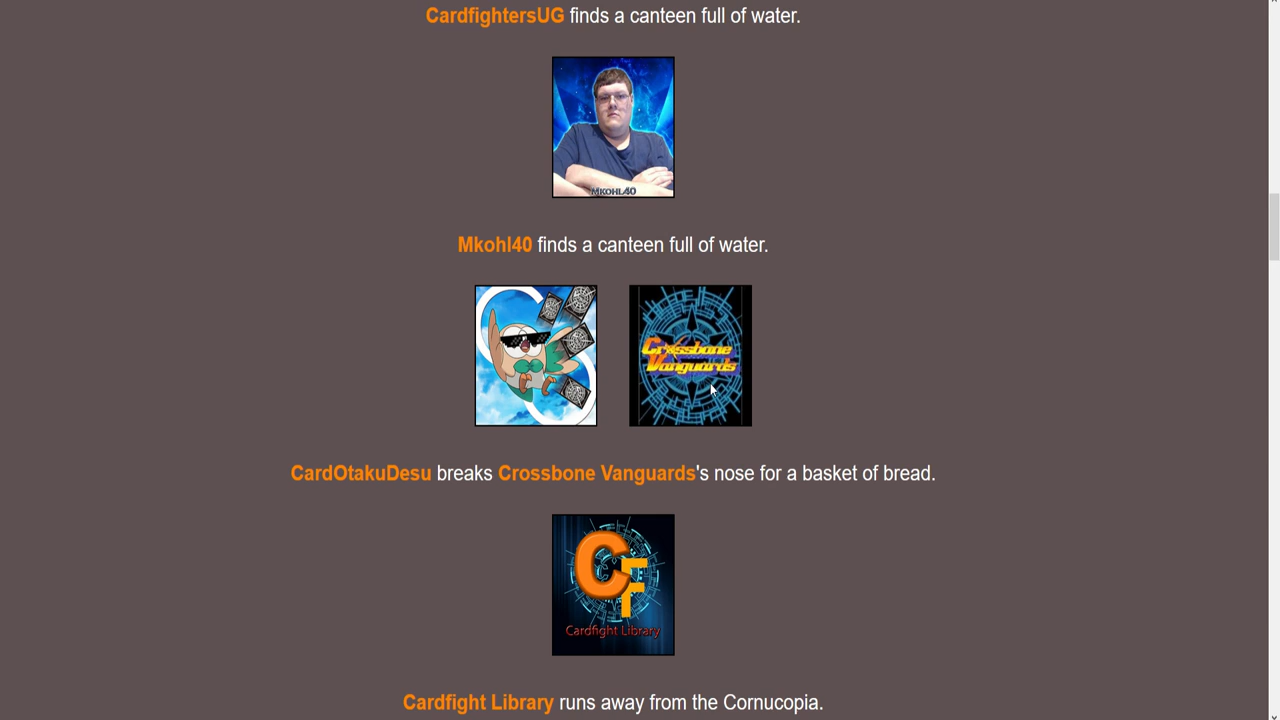 CardfightersUG finds a canteen full of water.
MKOHL40
Mkohl40 finds a canteen full of water.
Crossbone
Vanguards
CardOtakuDesu breaks Crossbone Vanguards's nose for a basket of bread.
CF
Cardfight Library
Cardfight Library runs away from the Cornucopia.